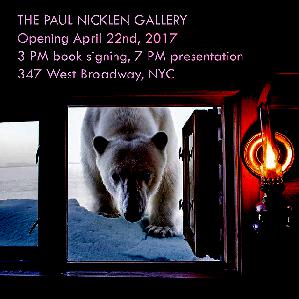 THE PAUL NICKLEN GALLERY
Opening April 22nd, 2017
3 PM book signing, 7 PM presentation
347 West Broadway, NYC